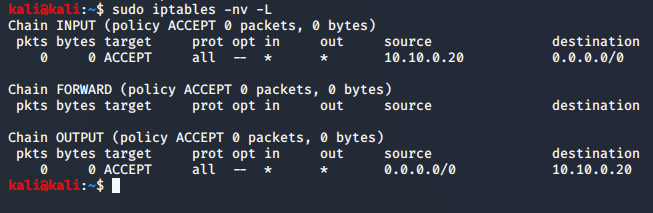 kali@kali:~$ sudo iptables -nv -L
Chain INPUT (policy ACCEPT 0 packets, 0 bytes)
 pkts bytes target     prot opt in     out     source               destination
    0     0 ACCEPT     all  --  *      *       10.10.0.20           0.0.0.0/0

Chain FORWARD (policy ACCEPT 0 packets, 0 bytes)
 pkts bytes target     prot opt in     out     source               destination

Chain OUTPUT (policy ACCEPT 0 packets, 0 bytes)
 pkts bytes target     prot opt in     out     source               destination
    0     0 ACCEPT     all  --  *      *       0.0.0.0/0            10.10.0.20
kali@kali:~$